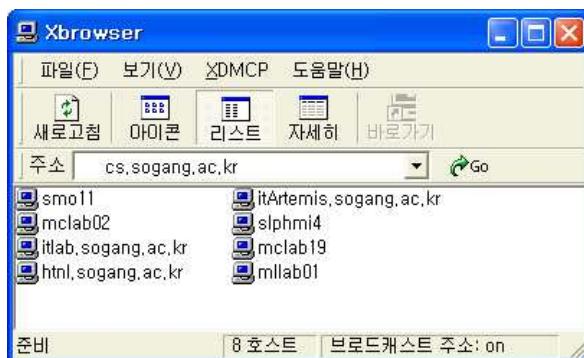 Xbrowser
파일(F) 보기(V) XDMCP 도움말(H)
새로고침 아이콘 리스트 자세히 바로가기
주소 cs.sogang.ac.kr Go
smo11 itArtemis.sogang.ac.kr
mclab02 slphmi4
itlab.sogang.ac.kr mclab19
htnl.sogang.ac.kr mllab01
준비 8 호스트 브로드캐스트 주소: on